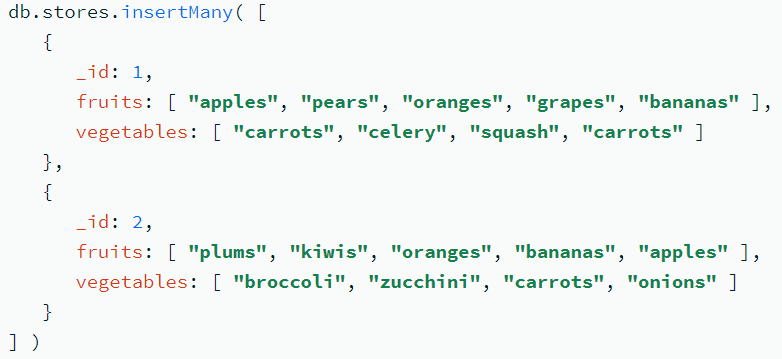 db.stores.insertMany( [
   {
      _id: 1,
      fruits: [ "apples", "pears", "oranges", "grapes", "bananas" ],
      vegetables: [ "carrots", "celery", "squash", "carrots" ]
   },
   {
      _id: 2,
      fruits: [ "plums", "kiwis", "oranges", "bananas", "apples" ],
      vegetables: [ "broccoli", "zucchini", "carrots", "onions" ]
   }
] )